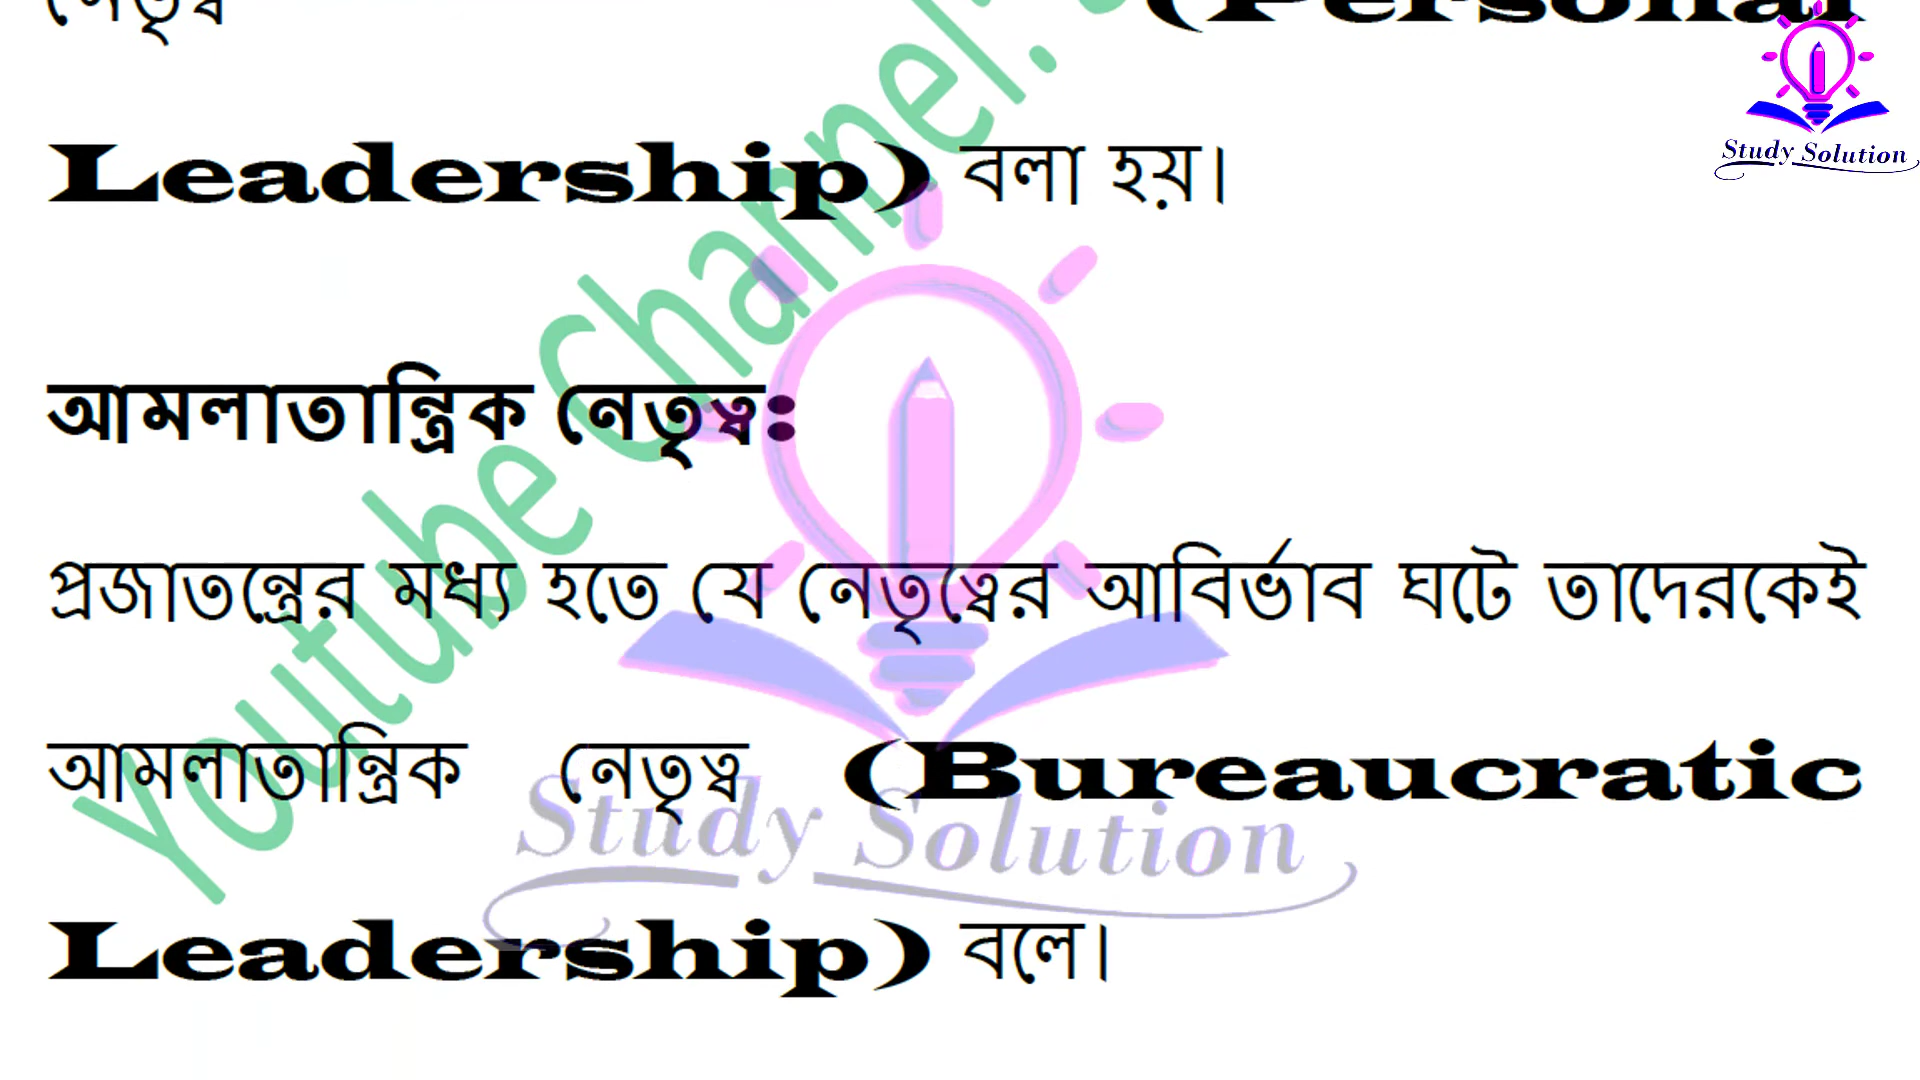 নেতৃত্ব (Personal
Leadership) বলা হয়।
আমলাতান্ত্রিক নেতৃত্ব:
প্রজাতন্ত্রের মধ্য হতে যে নেতৃত্বের আবির্ভাব ঘটে তাদেরকেই
আমলাতান্ত্রিক নেতৃত্ব (Bureaucratic
Leadership) বলে।
Study Solution
Youtube Channel:
Study Solution